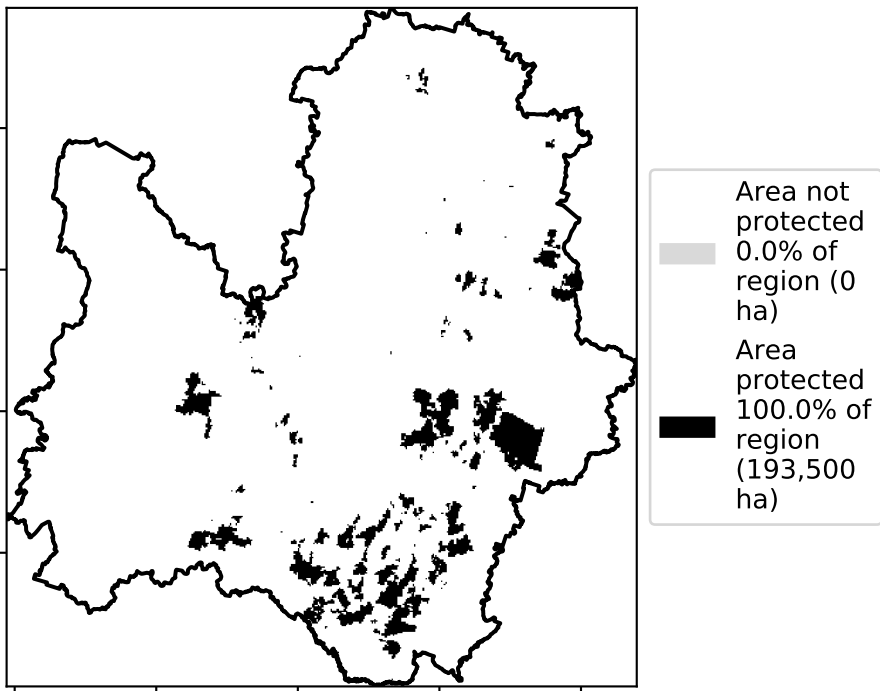 Area not
protected
0.0% of
region (0
ha)
Area
protected
100.0% of
region
(193,500
ha)